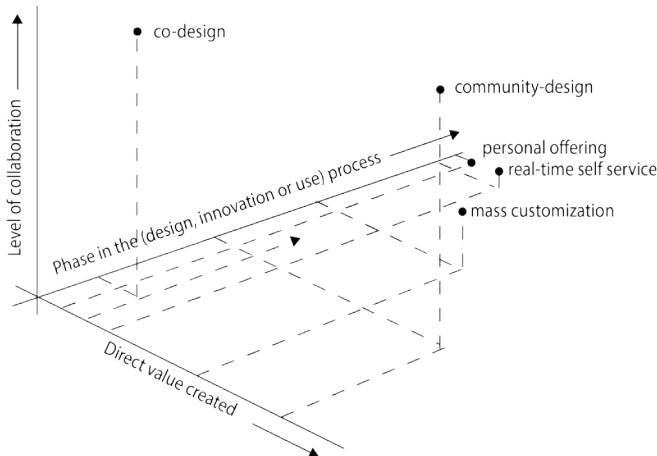 co-design
community-design
personal offering
real-time self service
mass customization
Level of collaboration
Phase in the (design, innovation or use) process
Direct value created